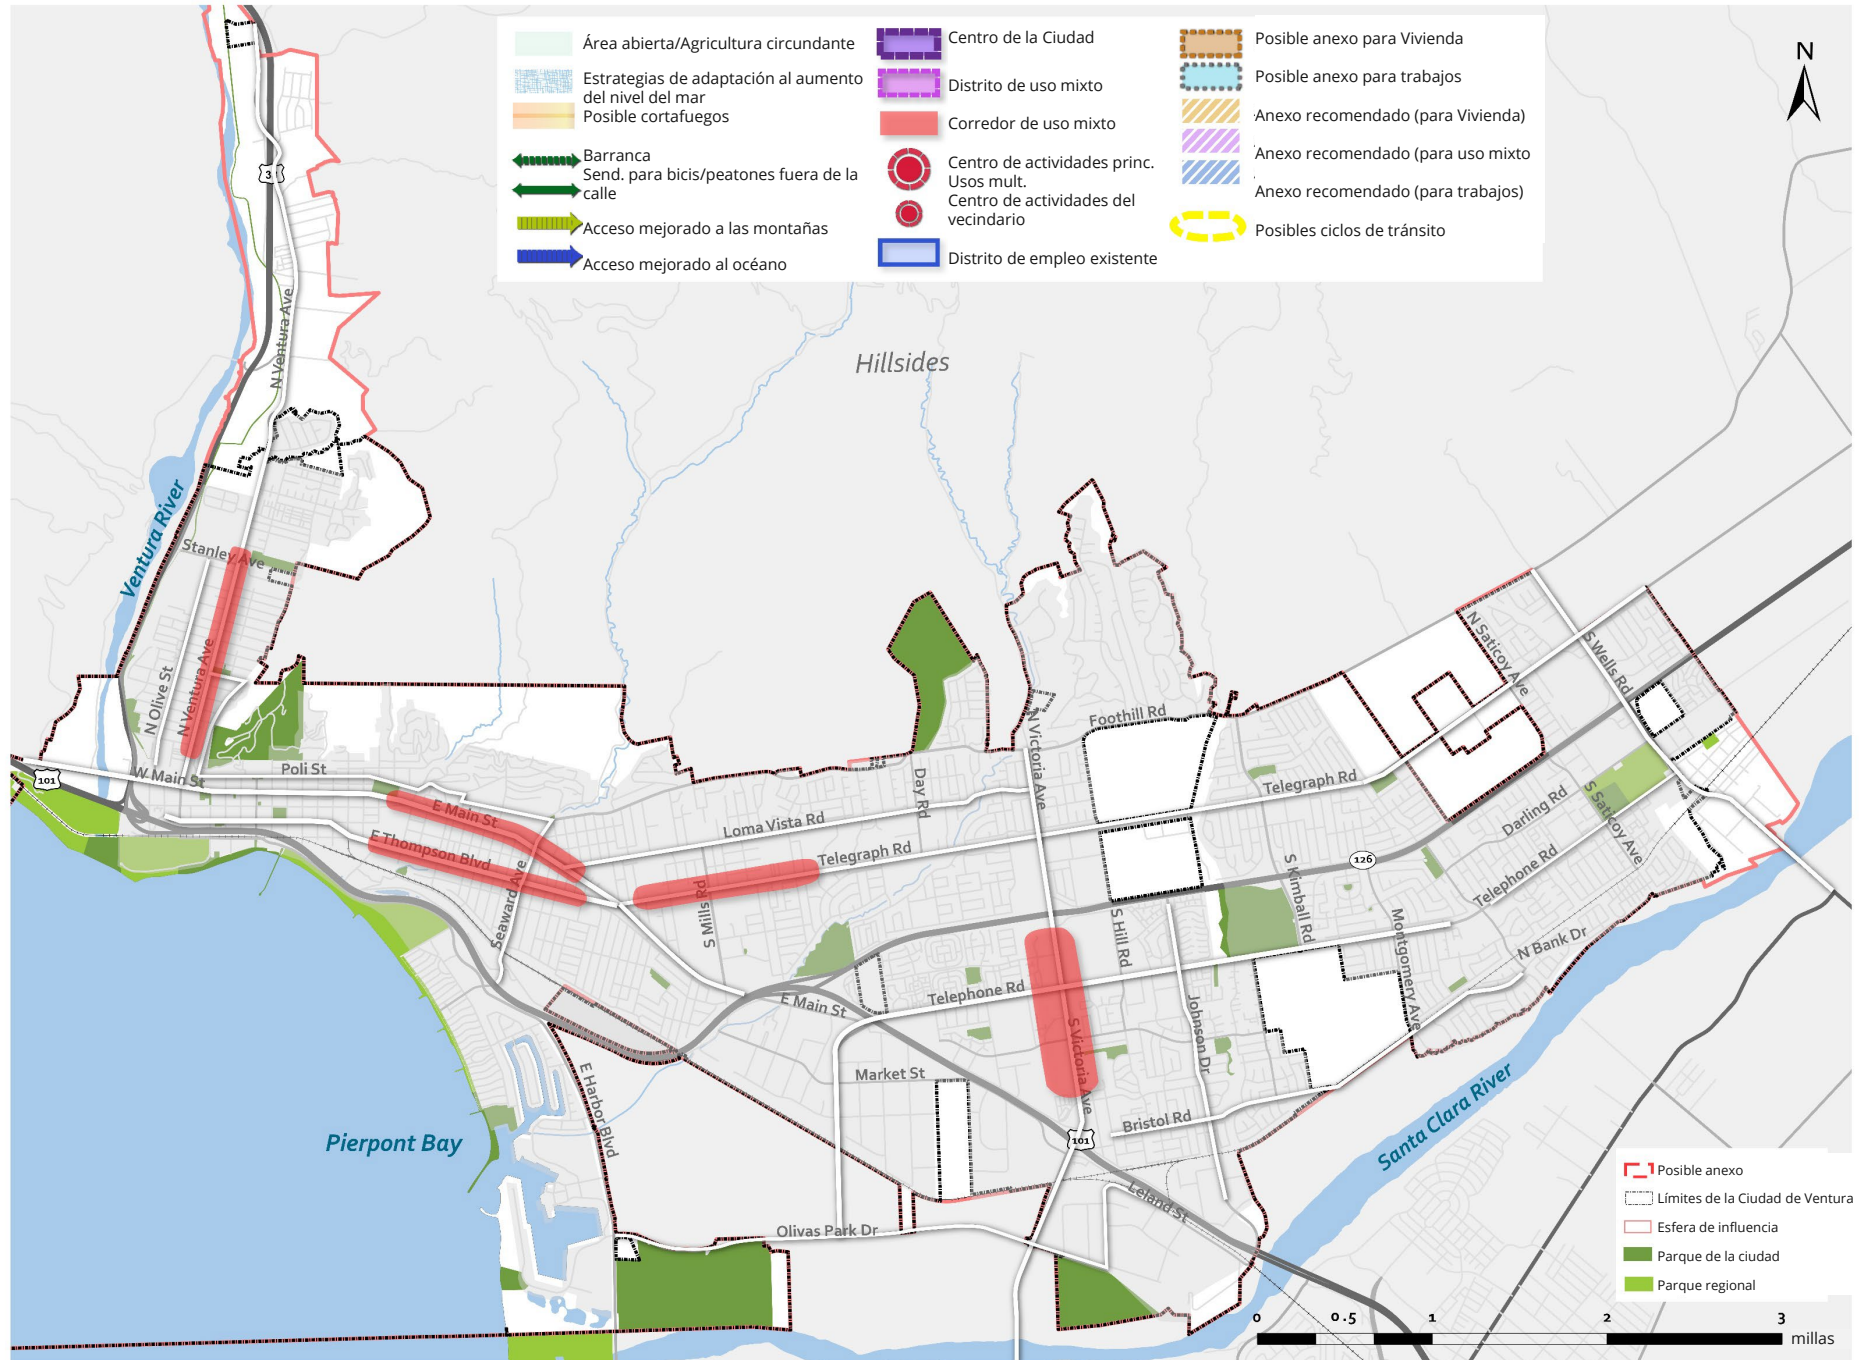 Área abierta/Agricultura circundante
Estrategias de adaptación al aumento
del nivel del mar
Posible cortafuegos
Barranca
Send. para bicis/peatones fuera de la
calle
Acceso mejorado a las montañas
Acceso mejorado al océano
Centro de la Ciudad
Distrito de uso mixto
Corredor de uso mixto
Centro de actividades princ.
Usos mult.
Centro de actividades del
vecindario
Distrito de empleo existente
Posible anexo para Vivienda
Posible anexo para trabajos
Anexo recomendado (para Vivienda)
Anexo recomendado (para uso mixto
Anexo recomendado (para trabajos)
Posibles ciclos de tránsito
N
3
N Ventura Ave
Hillsides
Ventura River
Stanley Ave
N Olive St
N Ventura Ave
W Main St
Poli St
101
E Main St
E Thompson Blvd
Seaward Ave
S Mills Rd
Loma Vista Rd
Day Rd
Telegraph Rd
N Victoria Ave
Foothill Rd
Telegraph Rd
N Saticoy Ave
S Wells Rd
S Saticoy Ave
Darling Rd
Telephone Rd
126
S Kimball Rd
S Hill Rd
Montgomery Ave
N Bank Dr
Telephone Rd
E Main St
S Victoria Ave
Johnson Dr
Market St
Bristol Rd
101
E Harbor Blvd
Pierpont Bay
Santa Clara River
Leland St
Olivas Park Dr
Posible anexo
Límites de la Ciudad de Ventura
Esfera de influencia
Parque de la ciudad
Parque regional
0 0.5 1 2 3
millas